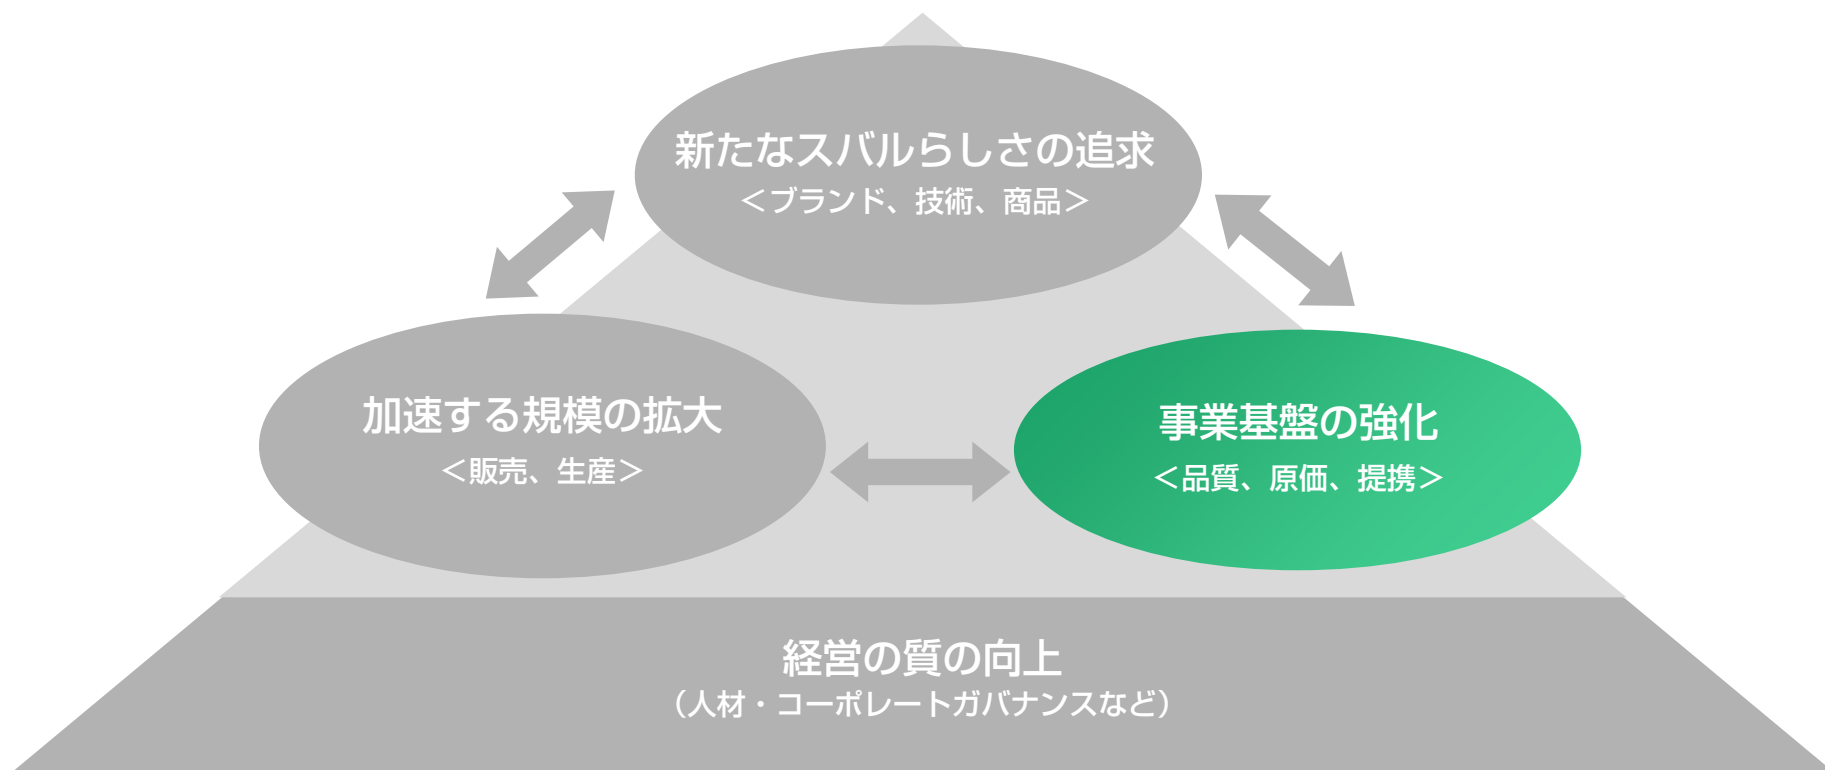 新たなスバルらしさの追求
＜ブランド、技術、商品＞
加速する規模の拡大
＜販売、生産＞
事業基盤の強化
＜品質、原価、提携＞
経営の質の向上
（人材・コーポレートガバナンスなど）